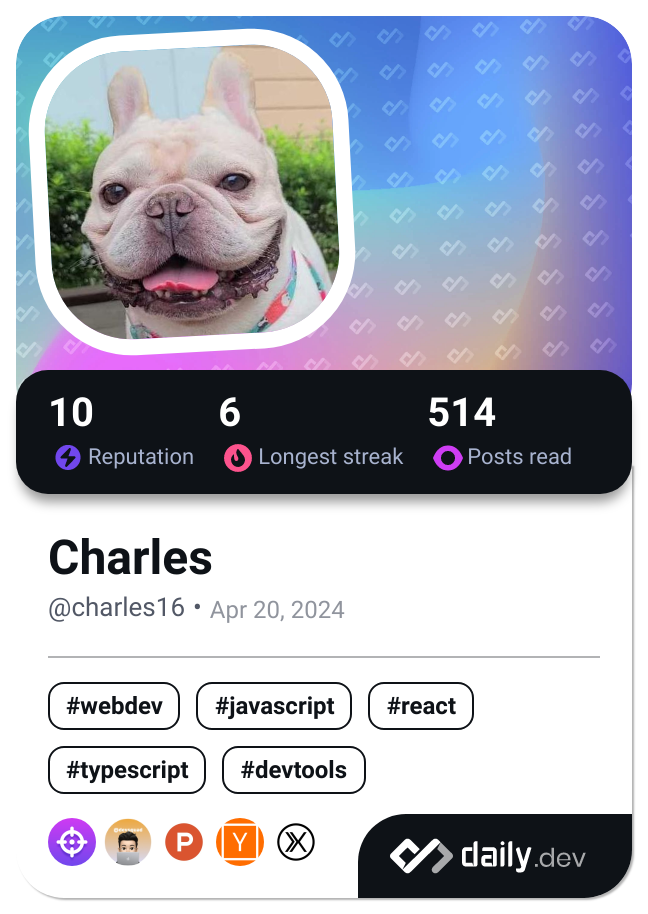 10 6 514
Reputation Longest streak Posts read
Charles
@charles16 • Apr 20, 2024
#webdev #javascript #react
#typescript #devtools
P Y
daily.dev